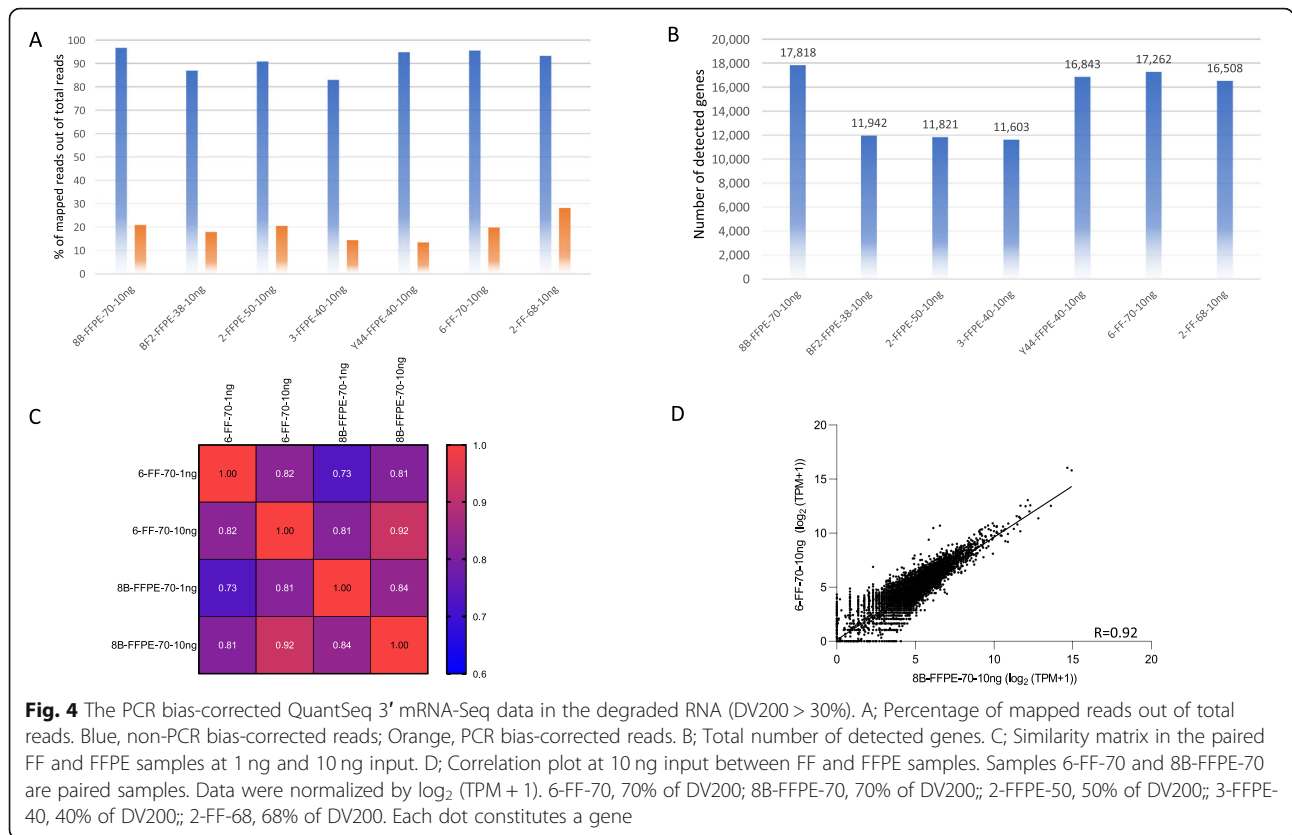 A
% of mapped reads out of total reads
100
90
80
70
60
50
40
30
20
10
0
8B-FFPE-70-10ng
BF2-FFPE-38-10ng
2-FFPE-50-10ng
3-FFPE-40-10ng
Y44-FFPE-40-10ng
6-FF-70-10ng
2-FF-68-10ng
B
Number of detected genes
20,000
18,000
16,000
14,000
12,000
10,000
8,000
6,000
4,000
2,000
0
17,818
11,942
11,821
11,603
16,843
17,262
16,508
8B-FFPE-70-10ng
BF2-FFPE-38-10ng
2-FFPE-50-10ng
3-FFPE-40-10ng
Y44-FFPE-40-10ng
6-FF-70-10ng
2-FF-68-10ng
C
6-FF-70-1ng
6-FF-70-10ng
8B-FFPE-70-1ng
8B-FFPE-70-10ng
6-FF-70-1ng 1.00 0.82 0.73 0.81
6-FF-70-10ng 0.82 1.00 0.81 0.92
8B-FFPE-70-1ng 0.73 0.81 1.00 0.84
8B-FFPE-70-10ng 0.81 0.92 0.84 1.00
1.0
0.9
0.8
0.7
0.6
D
6-FF-70-10ng (log2 (TPM+1))
20
15
10
5
0
0 5 10 15 20
R=0.92
8B-FFPE-70-10ng (log2 (TPM+1))
Fig. 4 The PCR bias-corrected QuantSeq 3′ mRNA-Seq data in the degraded RNA (DV200 > 30%). A; Percentage of mapped reads out of total
reads. Blue, non-PCR bias-corrected reads; Orange, PCR bias-corrected reads. B; Total number of detected genes. C; Similarity matrix in the paired
FF and FFPE samples at 1 ng and 10 ng input. D; Correlation plot at 10 ng input between FF and FFPE samples. Samples 6-FF-70 and 8B-FFPE-70
are paired samples. Data were normalized by log2 (TPM + 1). 6-FF-70, 70% of DV200; 8B-FFPE-70, 70% of DV200;; 2-FFPE-50, 50% of DV200;; 3-FFPE-
40, 40% of DV200;; 2-FF-68, 68% of DV200. Each dot constitutes a gene